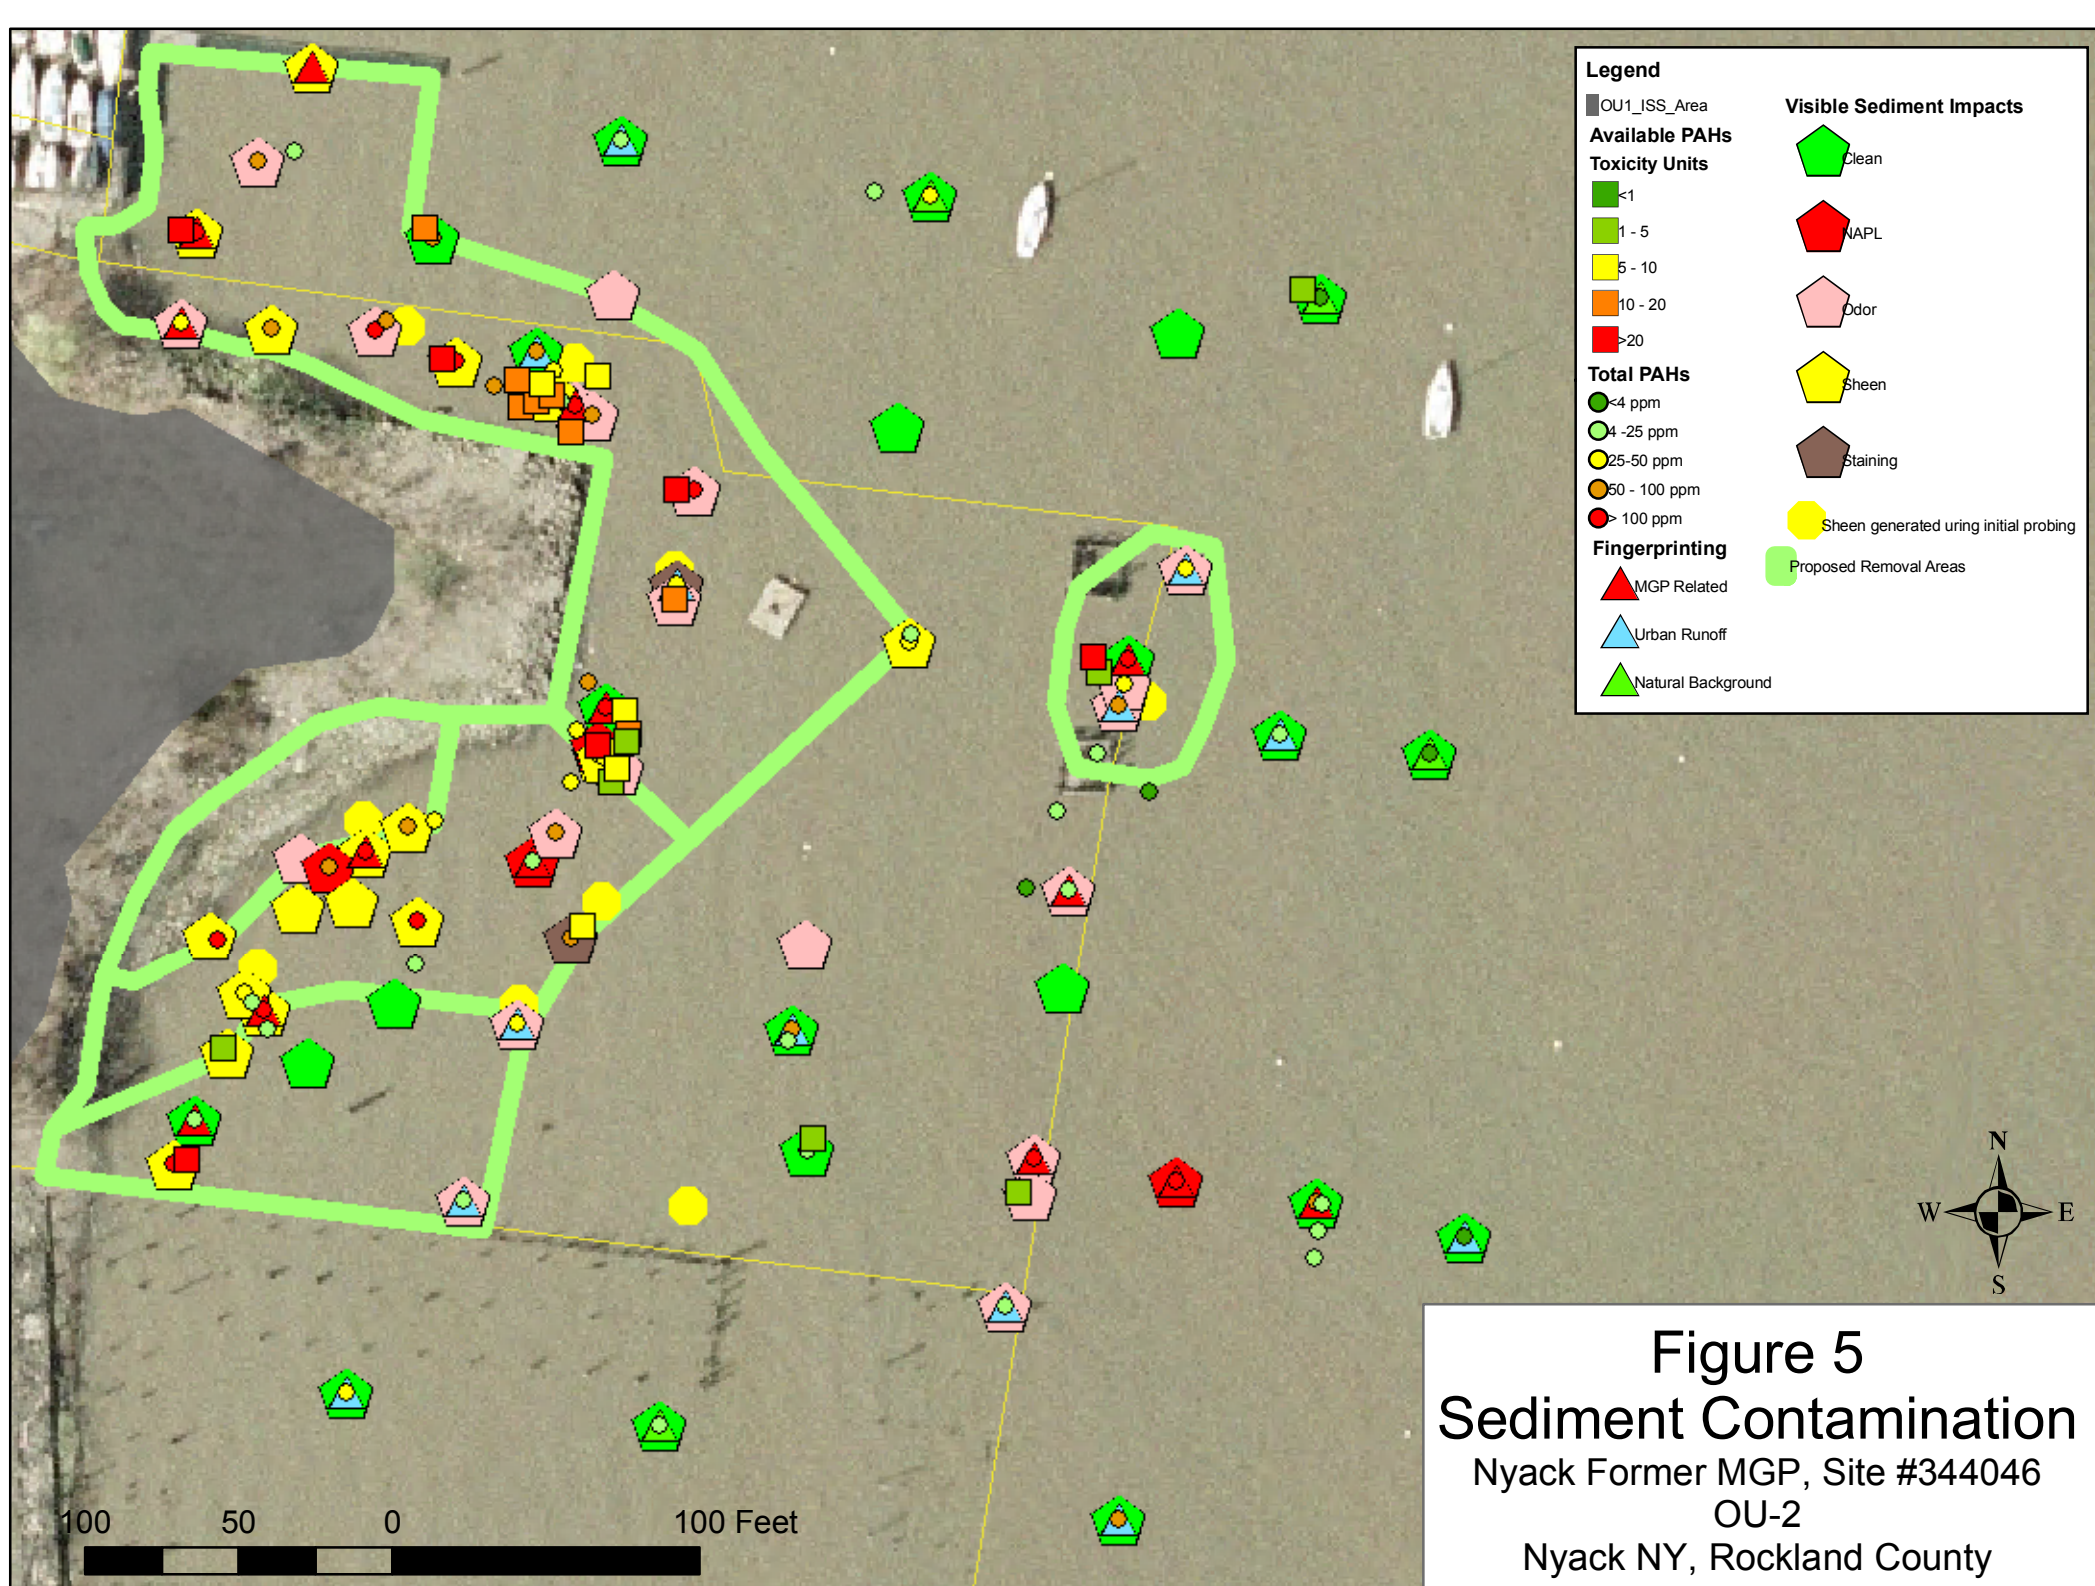 Legend
OU1_ISS_Area
Available PAHs
Toxicity Units
<1
1 - 5
5 - 10
10 - 20
>20
Total PAHs
<4 ppm
4 -25 ppm
25-50 ppm
50 - 100 ppm
> 100 ppm
Fingerprinting
MGP Related
Urban Runoff
Natural Background
Visible Sediment Impacts
Clean
NAPL
Odor
Sheen
Staining
Sheen generated uring initial probing
Proposed Removal Areas
N
W E
S
100 50 0 100 Feet
Figure 5
Sediment Contamination
Nyack Former MGP, Site #344046
OU-2
Nyack NY, Rockland County